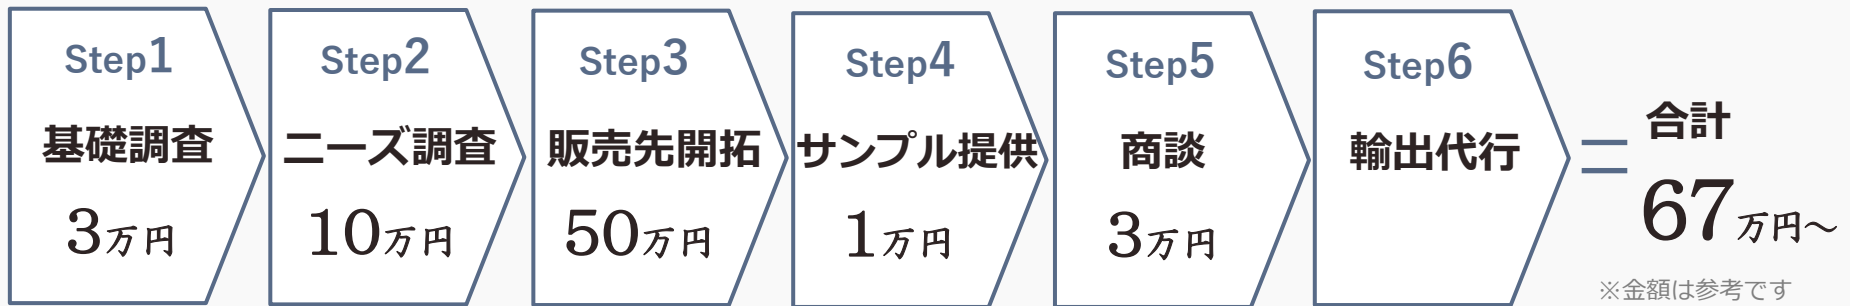 Step1
基礎調査
3万円
Step2
ニーズ調査
10万円
Step3
販売先開拓
50万円
Step4
サンプル提供
1万円
Step5
商談
3万円
Step6
輸出代行
=
合計
67万円～
※金額は参考です